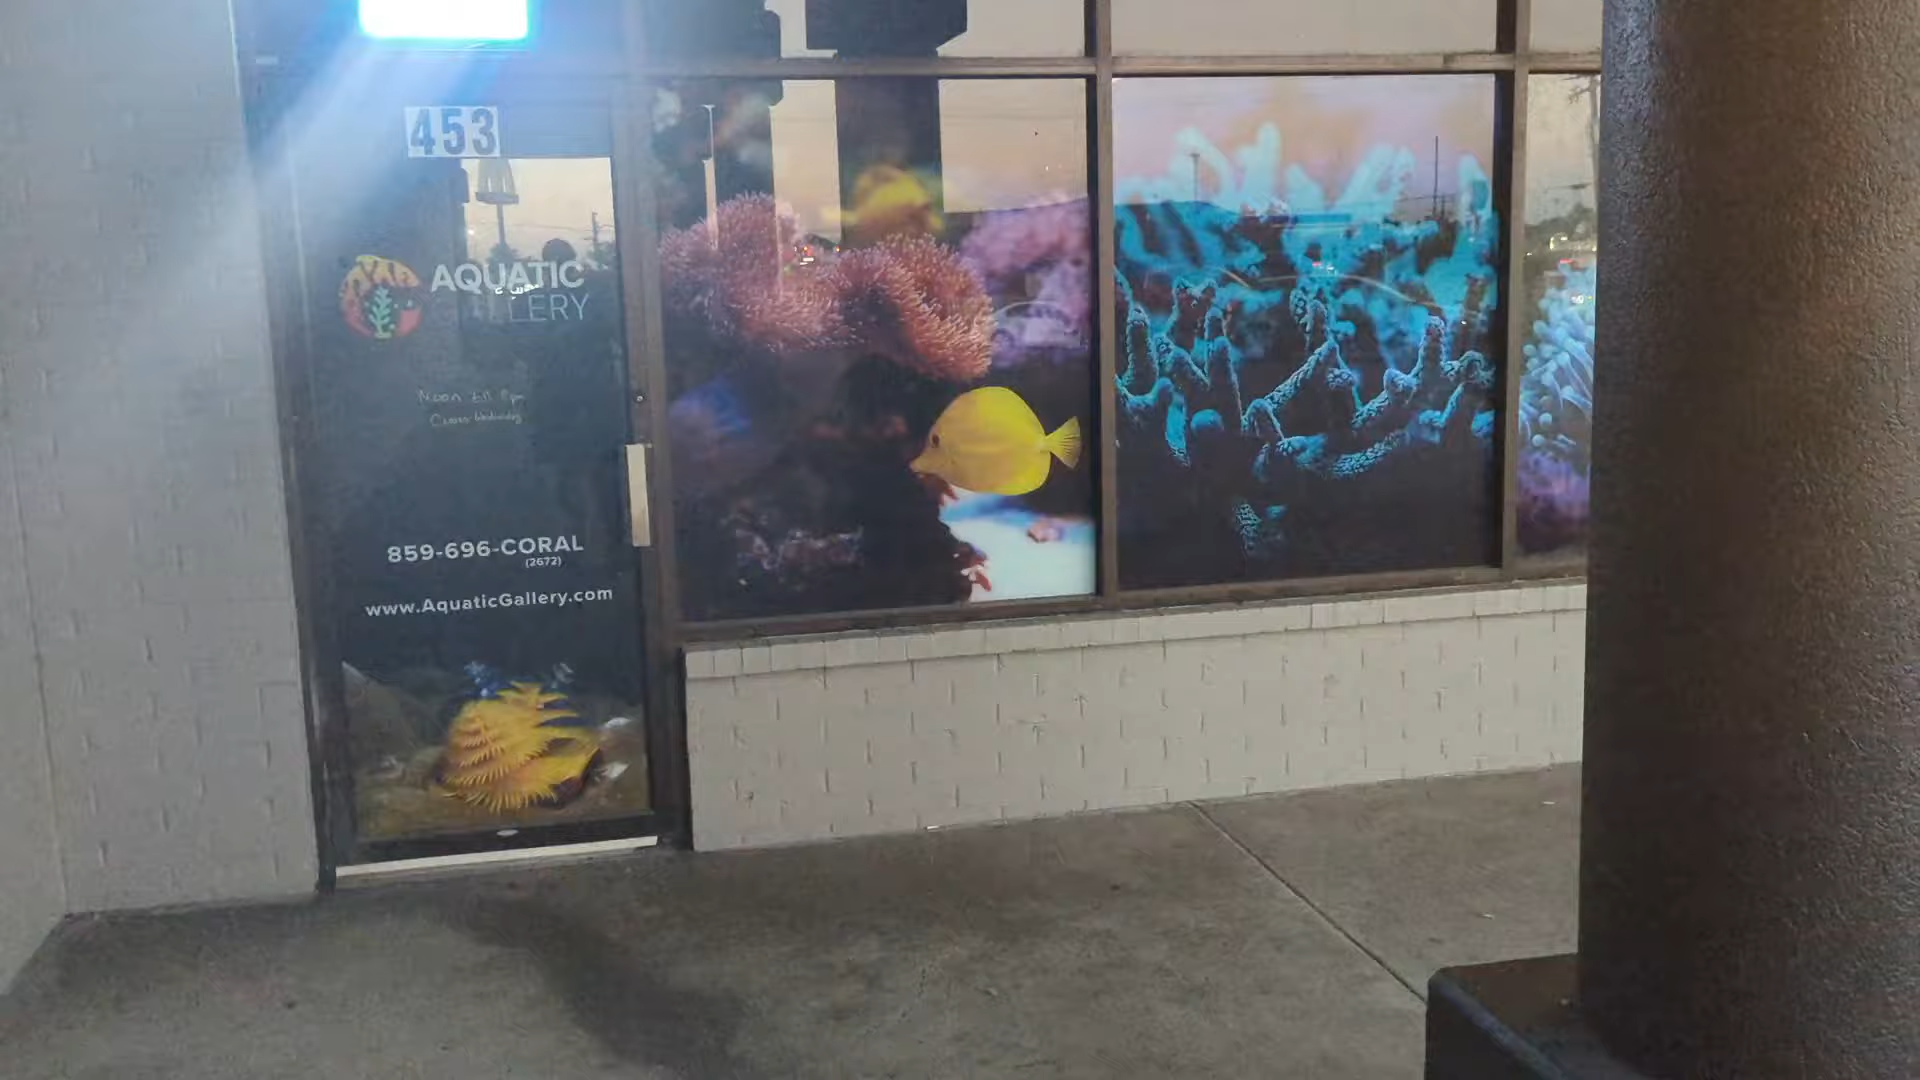 453
AQUATIC
GALLERY
Noon till 8pm
Closed Wednesday
859-696-CORAL
(2672)
www.AquaticGallery.com